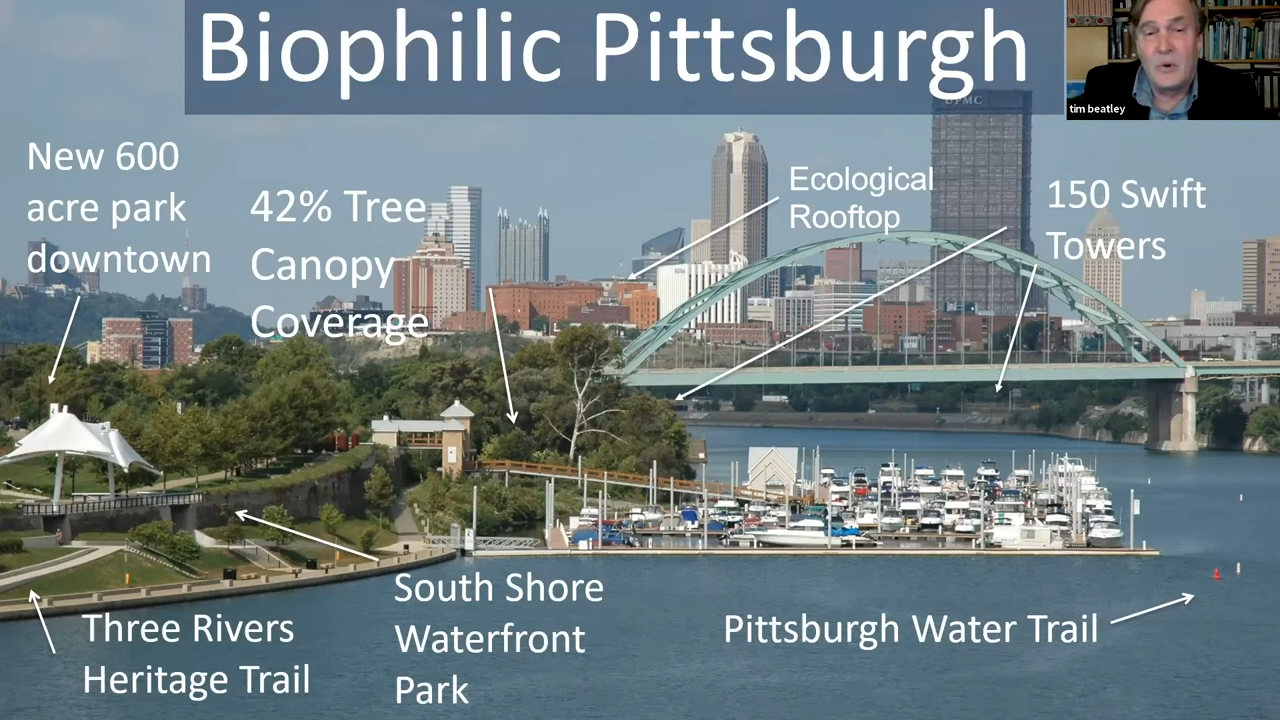 Biophilic Pittsburgh
tim beatley
UPMC
New 600
acre park
downtown
42% Tree
Canopy
Coverage
Ecological
Rooftop
150 Swift
Towers
South Shore
Waterfront
Park
Three Rivers
Heritage Trail
Pittsburgh Water Trail